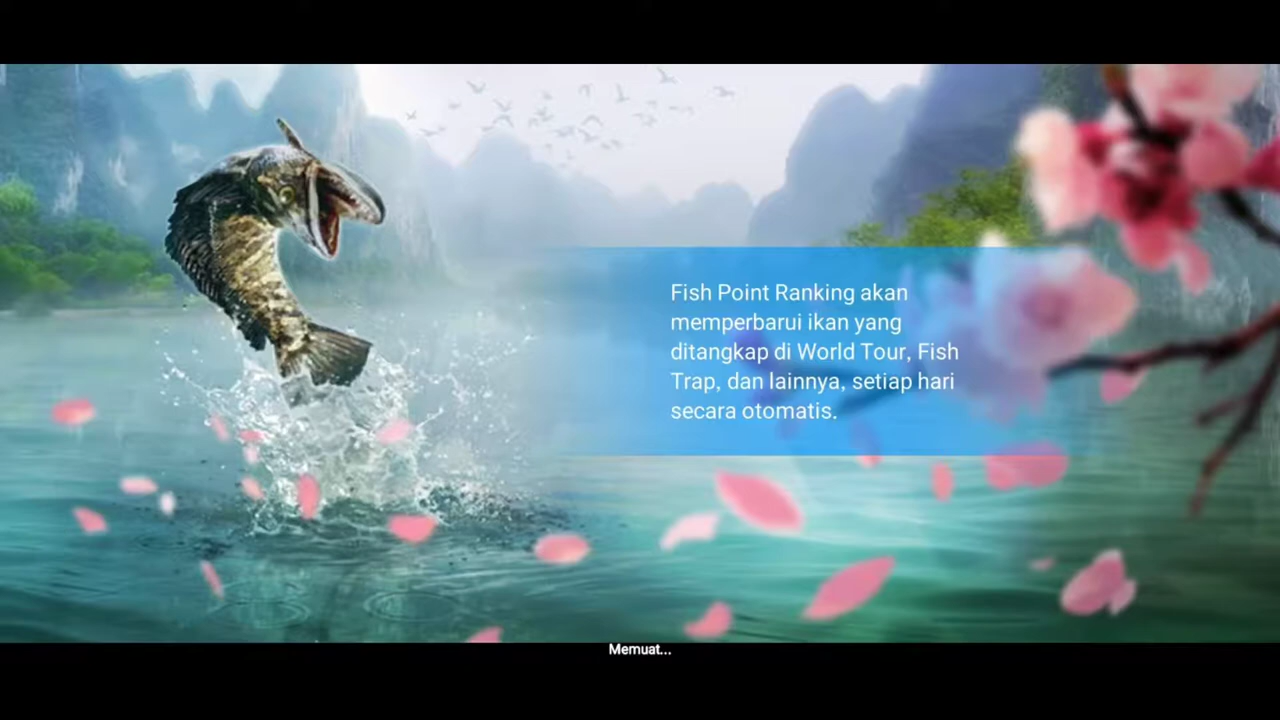 Fish Point Ranking akan
memperbarui ikan yang
ditangkap di World Tour, Fish
Trap, dan lainnya, setiap hari
secara otomatis.
Memuat...